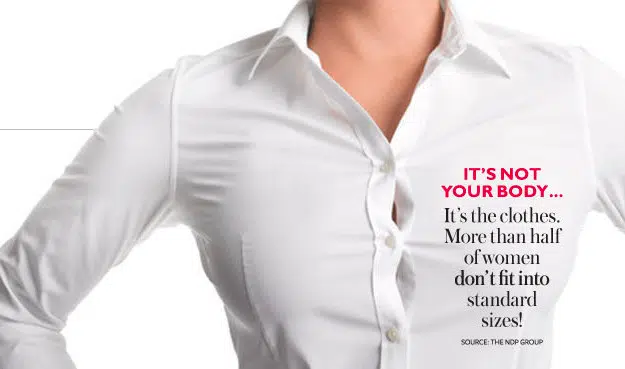 IT'S NOT
YOUR BODY...
It's the clothes.
More than half
of women
don't fit into
standard
sizes!
SOURCE: THE NDP GROUP